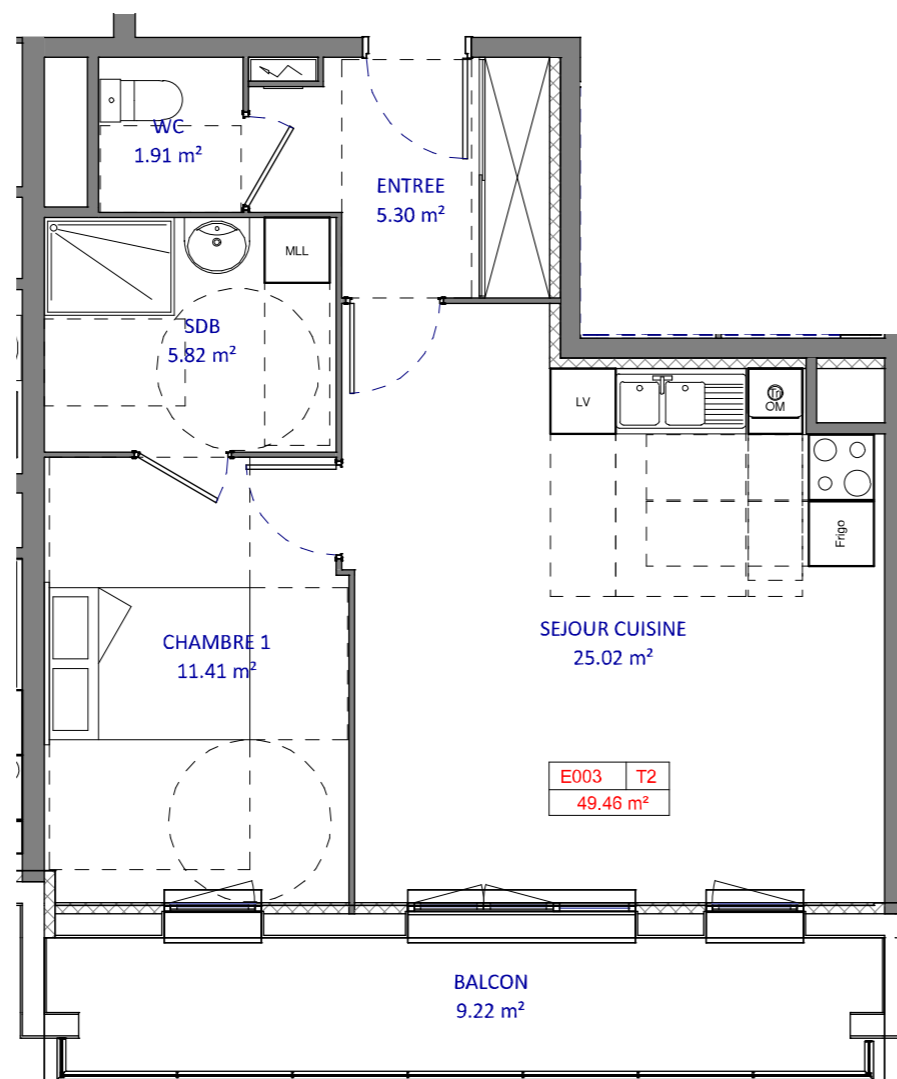 WC
1.91 m²
ENTREE
5.30 m²
MLL
SDB
5.82 m²
LV
Tri
OM
Frigo
CHAMBRE 1
11.41 m²
SEJOUR CUISINE
25.02 m²
E003 T2
49.46 m²
BALCON
9.22 m²